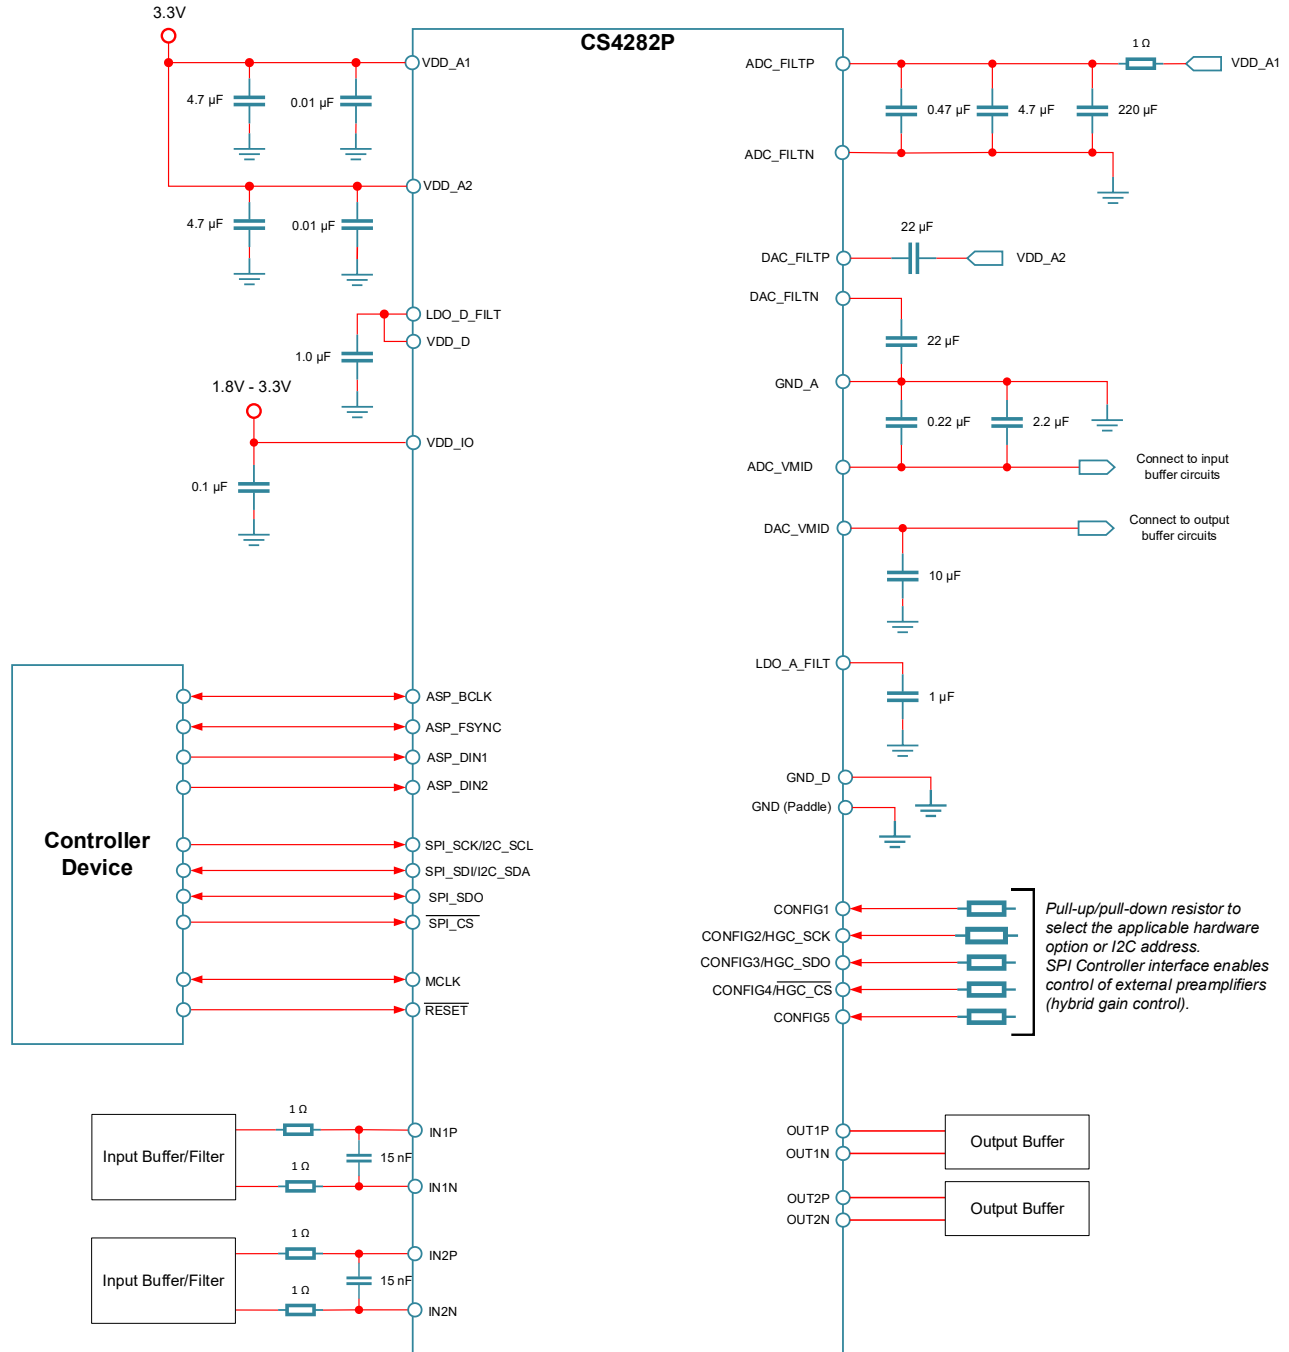 3.3V
CS4282P
VDD_A1
4.7 µF
0.01 µF
VDD_A2
4.7 µF
0.01 µF
LDO_D_FILT
VDD_D
1.0 µF
1.8V - 3.3V
VDD_IO
0.1 µF
ADC_FILTP
1 Ω
VDD_A1
0.47 µF
4.7 µF
220 µF
ADC_FILTN
22 µF
DAC_FILTP
VDD_A2
DAC_FILTN
22 µF
GND_A
0.22 µF
2.2 µF
ADC_VMID
Connect to input
buffer circuits
DAC_VMID
Connect to output
buffer circuits
10 µF
LDO_A_FILT
1 µF
GND_D
GND (Paddle)
Controller
Device
ASP_BCLK
ASP_FSYNC
ASP_DIN1
ASP_DIN2
SPI_SCK/I2C_SCL
SPI_SDI/I2C_SDA
SPI_SDO
SPI_CS
MCLK
RESET
CONFIG1
CONFIG2/HGC_SCK
CONFIG3/HGC_SDO
CONFIG4/HGC_CS
CONFIG5
Pull-up/pull-down resistor to
select the applicable hardware
option or I2C address.
SPI Controller interface enables
control of external preamplifiers
(hybrid gain control).
Input Buffer/Filter
1 Ω
IN1P
15 nF
1 Ω
IN1N
Input Buffer/Filter
1 Ω
IN2P
15 nF
1 Ω
IN2N
OUT1P
OUT1N
Output Buffer
OUT2P
OUT2N
Output Buffer